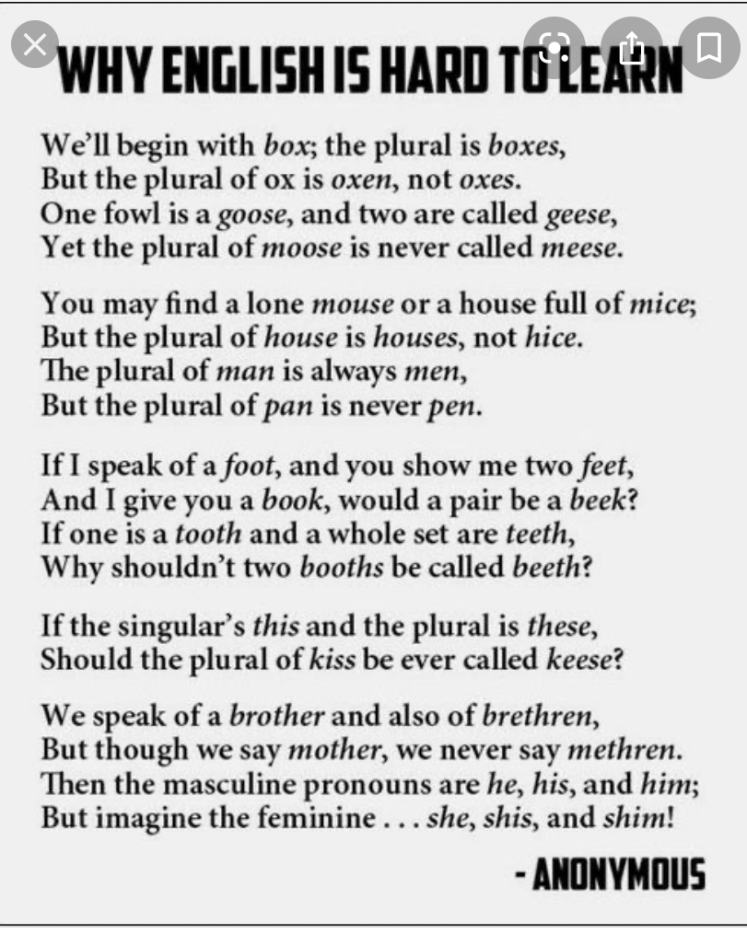 WHY ENGLISH IS HARD TO LEARN
We'll begin with box; the plural is boxes,
But the plural of ox is oxen, not oxes.
One fowl is a goose, and two are called geese,
Yet the plural of moose is never called meese.
You may find a lone mouse or a house full of mice;
But the plural of house is houses, not hice.
The plural of man is always men,
But the plural of pan is never pen.
If I speak of a foot, and you show me two feet,
And I give you a book, would a pair be a beek?
If one is a tooth and a whole set are teeth,
Why shouldn't two booths be called beeth?
If the singular's this and the plural is these,
Should the plural of kiss be ever called keese?
We speak of a brother and also of brethren,
But though we say mother, we never say methren.
Then the masculine pronouns are he, his, and him;
But imagine the feminine . . . she, shis, and shim!
- ANONYMOUS